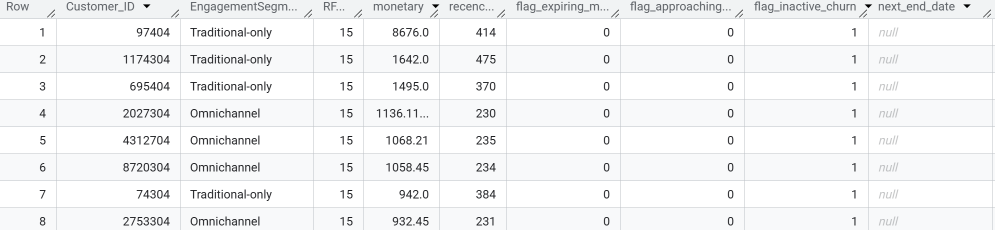 Row Customer_ID EngagementSegm... RF... monetary recenc... flag_expiring_m... flag_approaching... flag_inactive_churn next_end_date
1 97404 Traditional-only 15 8676.0 414 0 0 1 null
2 1174304 Traditional-only 15 1642.0 475 0 0 1 null
3 695404 Traditional-only 15 1495.0 370 0 0 1 null
4 2027304 Omnichannel 15 1136.11... 230 0 0 1 null
5 4312704 Omnichannel 15 1068.21 235 0 0 1 null
6 8720304 Omnichannel 15 1058.45 234 0 0 1 null
7 74304 Traditional-only 15 942.0 384 0 0 1 null
8 2753304 Omnichannel 15 932.45 231 0 0 1 null